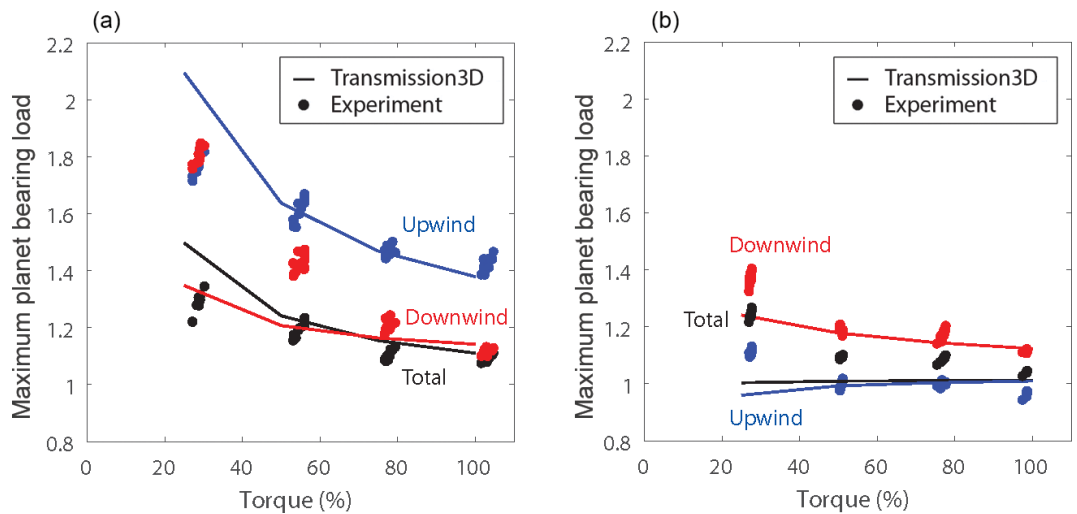 (a)
2.2
2
1.8
1.6
1.4
1.2
1
0.8
0
20
40
60
80
100
Maximum planet bearing load
Torque (%)
Transmission3D
Experiment
Upwind
Downwind
Total
(b)
2.2
2
1.8
1.6
1.4
1.2
1
0.8
0
20
40
60
80
100
Maximum planet bearing load
Torque (%)
Transmission3D
Experiment
Downwind
Total
Upwind